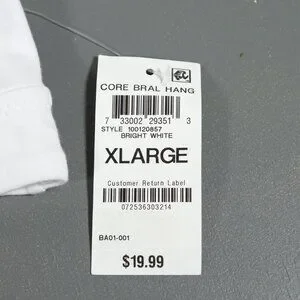 CORE BRAL HANG
7 33002 29351 3
STYLE 100120857
BRIGHT WHITE
XLARGE
Customer Return Label
072536303214
BA01-001
$19.99